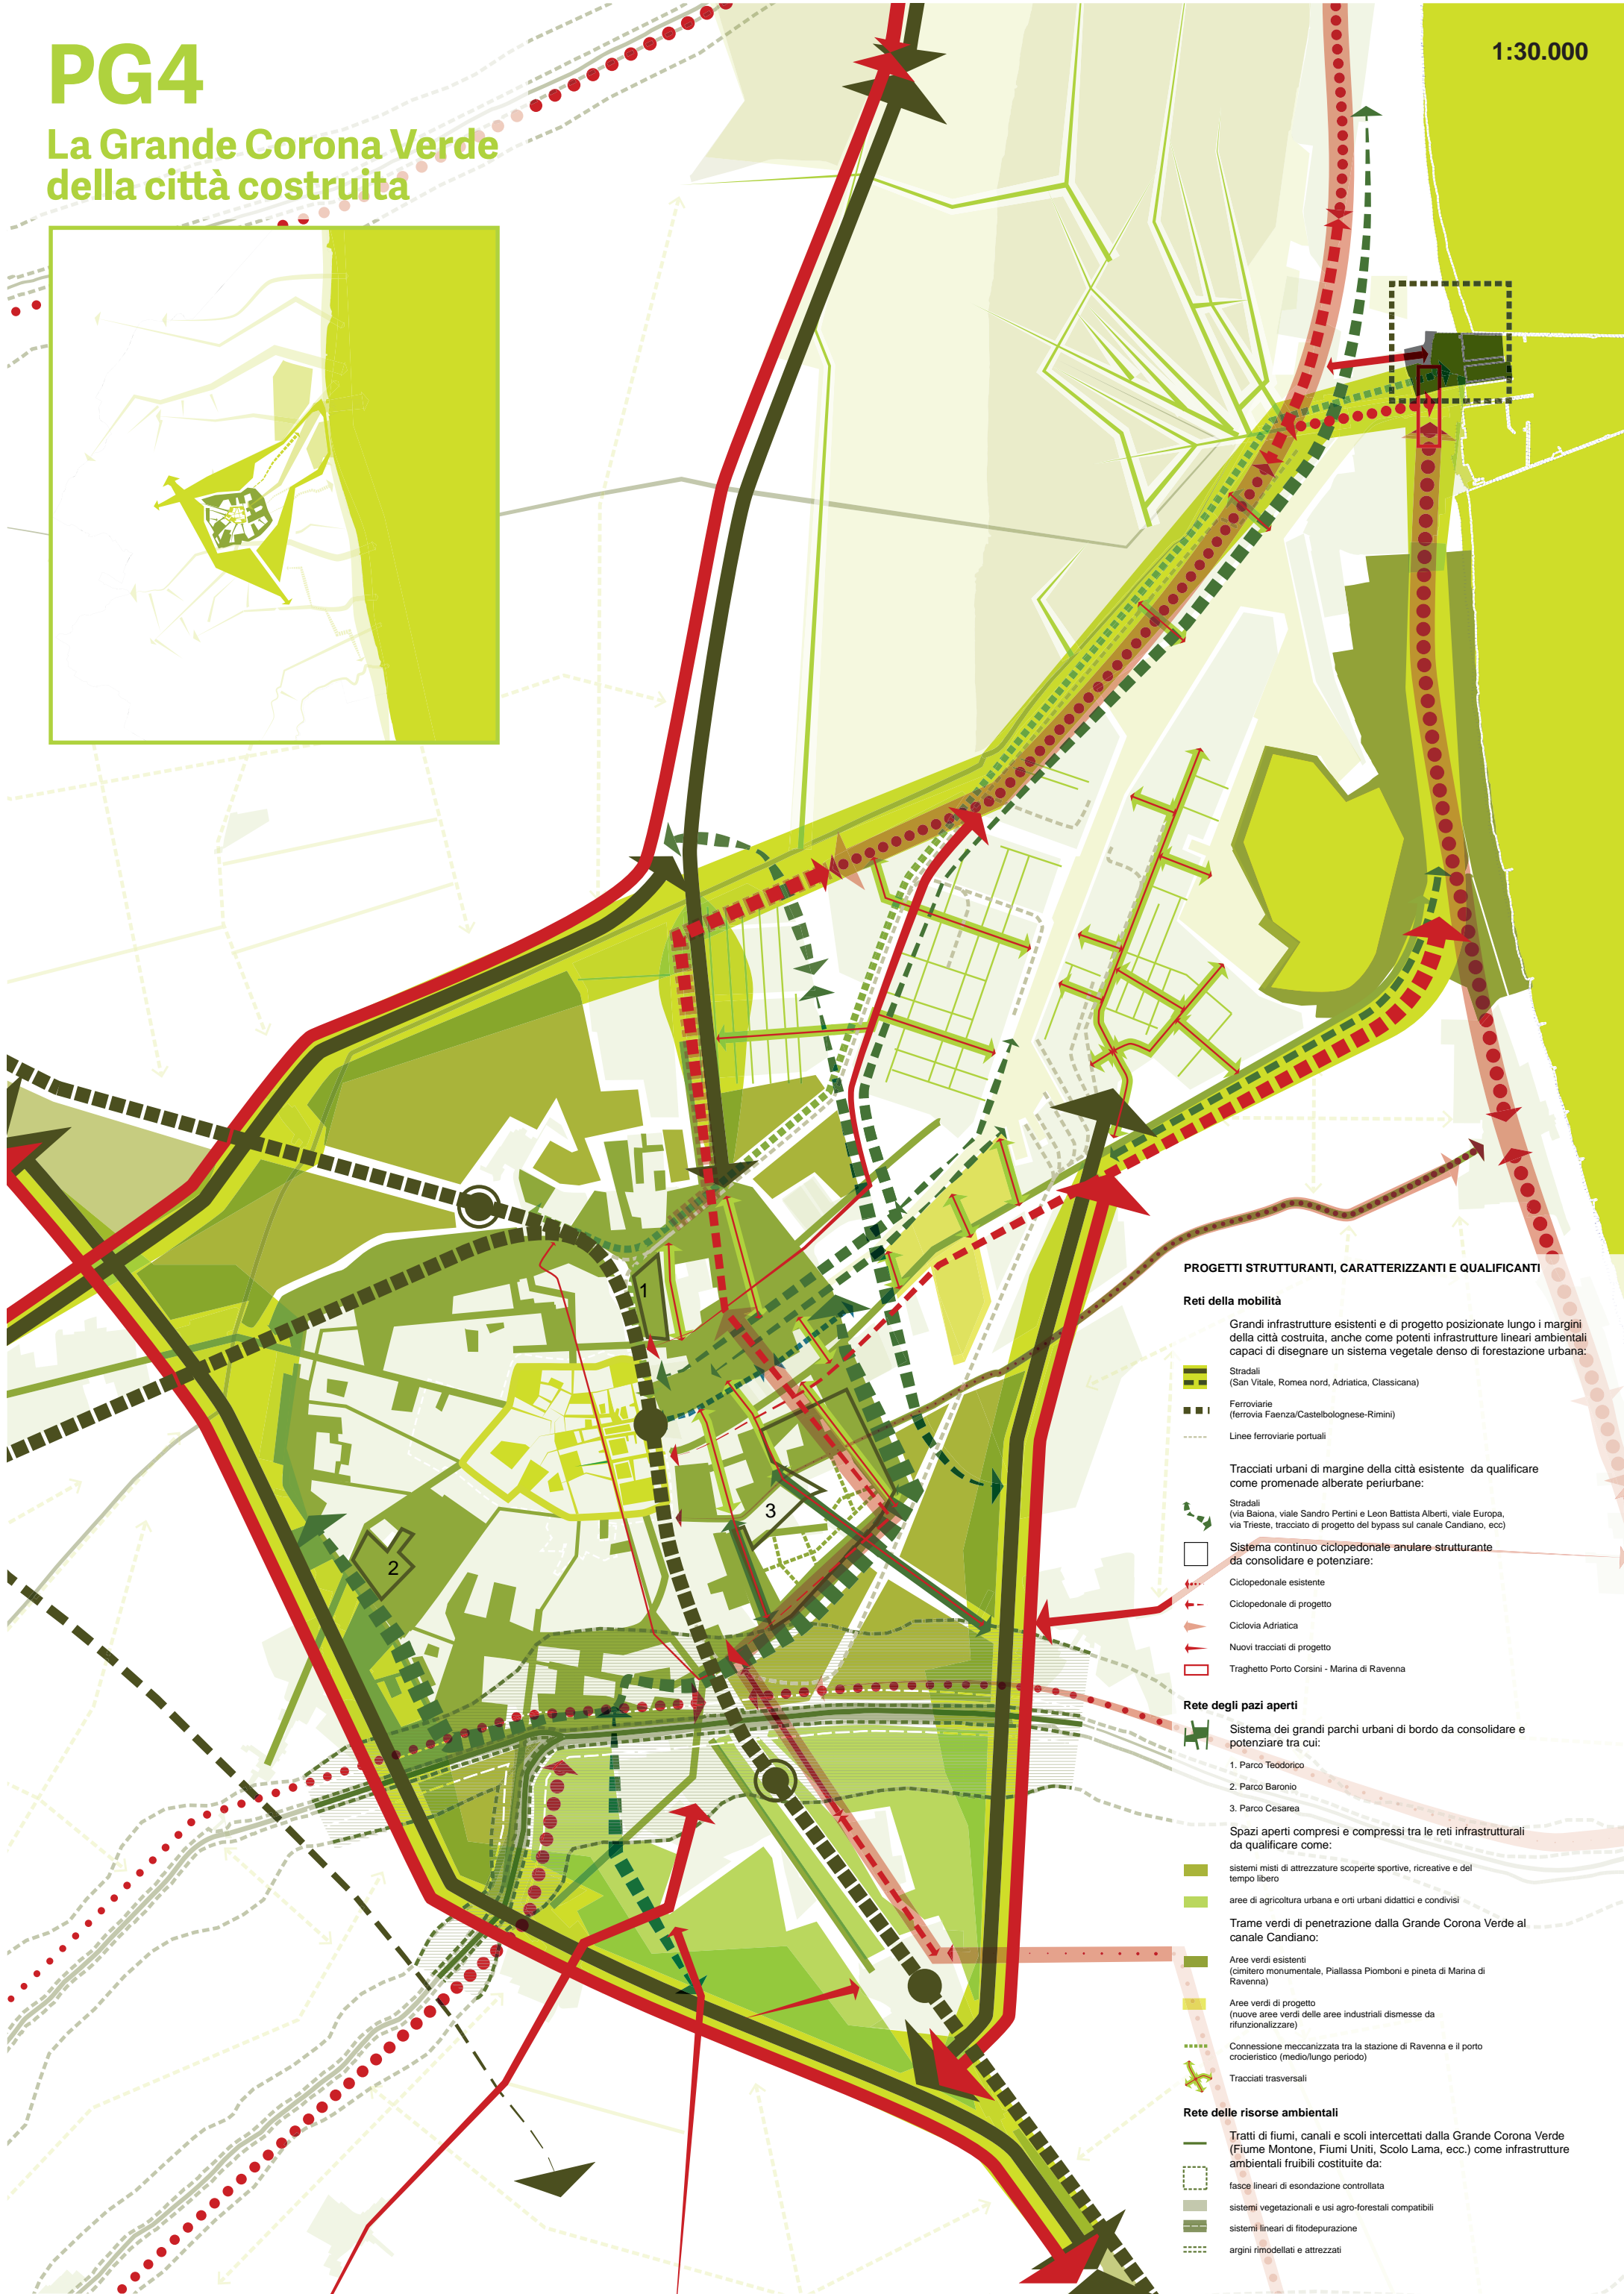 PG4
La Grande Corona Verde
della città costruita
1:30.000
1
2
3
PROGETTI STRUTTURANTI, CARATTERIZZANTI E QUALIFICANTI
Reti della mobilità
Grandi infrastrutture esistenti e di progetto posizionate lungo i margini
della città costruita, anche come potenti infrastrutture lineari ambientali
capaci di disegnare un sistema vegetale denso di forestazione urbana:
Stradali
(San Vitale, Romea nord, Adriatica, Classicana)
Ferroviarie
(ferrovia Faenza/Castelbolognese-Rimini)
Linee ferroviarie portuali
Tracciati urbani di margine della città esistente da qualificare
come promenade alberate periurbane:
Stradali
(via Baiona, viale Sandro Pertini e Leon Battista Alberti, viale Europa,
via Trieste, tracciato di progetto del bypass sul canale Candiano, ecc)
Sistema continuo ciclopedonale anulare strutturante
da consolidare e potenziare:
Ciclopedonale esistente
Ciclopedonale di progetto
Ciclovia Adriatica
Nuovi tracciati di progetto
Traghetto Porto Corsini - Marina di Ravenna
Rete degli pazi aperti
Sistema dei grandi parchi urbani di bordo da consolidare e
potenziare tra cui:
1. Parco Teodorico
2. Parco Baronio
3. Parco Cesarea
Spazi aperti compresi e compressi tra le reti infrastrutturali
da qualificare come:
sistemi misti di attrezzature scoperte sportive, ricreative e del
tempo libero
aree di agricoltura urbana e orti urbani didattici e condivisi
Trame verdi di penetrazione dalla Grande Corona Verde al
canale Candiano:
Aree verdi esistenti
(cimitero monumentale, Piallassa Piomboni e pineta di Marina di
Ravenna)
Aree verdi di progetto
(nuove aree verdi delle aree industriali dismesse da
rifunzionalizzare)
Connessione meccanizzata tra la stazione di Ravenna e il porto
crocieristico (medio/lungo periodo)
Tracciati trasversali
Rete delle risorse ambientali
Tratti di fiumi, canali e scoli intercettati dalla Grande Corona Verde
(Fiume Montone, Fiumi Uniti, Scolo Lama, ecc.) come infrastrutture
ambientali fruibili costituite da:
fasce lineari di esondazione controllata
sistemi vegetazionali e usi agro-forestali compatibili
sistemi lineari di fitodepurazione
argini rimodellati e attrezzati